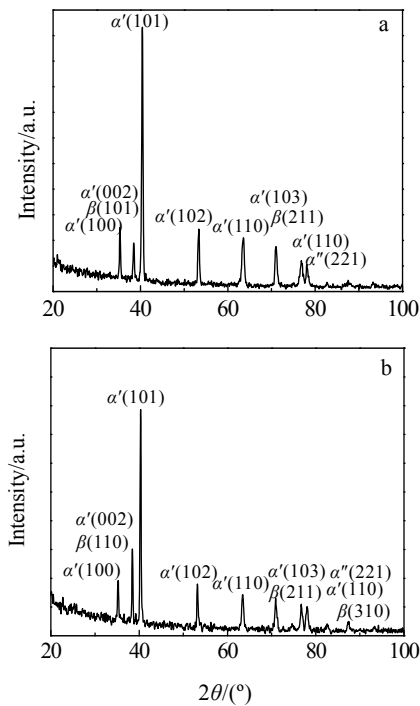 α′(101)
a
α′(002)
β(101)
α′(100)
α′(102)
α′(110)
α′(103)
β(211)
α′(110)
α″(221)
Intensity/a.u.
20 40 60 80 100
b
α′(101)
α′(002)
β(110)
α′(100)
α′(102)
α′(110)
α′(103)
β(211)
α″(221)
α′(110)
β(310)
Intensity/a.u.
20 40 60 80 100
2θ/(°)